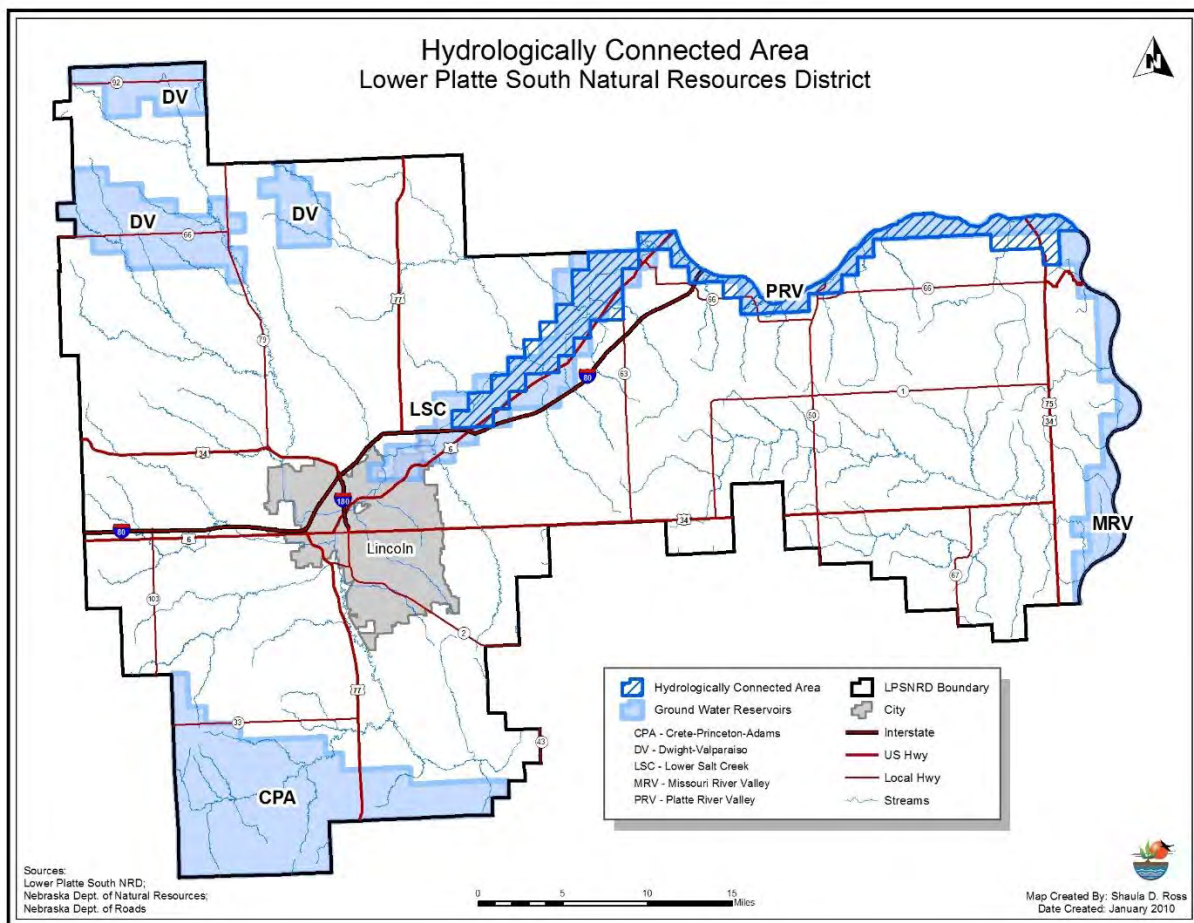 Hydrologically Connected Area
Lower Platte South Natural Resources District
N
92
DV
DV
DV
66
77
79
PRV
66
66
63
80
LSC
1
50
75
34
34
6
180
MRV
80
6
34
Lincoln
103
67
2
77
33
43
CPA
Hydrologically Connected Area
Ground Water Reservoirs
CPA - Crete-Princeton-Adams
DV - Dwight-Valparaiso
LSC - Lower Salt Creek
MRV - Missouri River Valley
PRV - Platte River Valley
LPSNRD Boundary
City
Interstate
US Hwy
Local Hwy
Streams
Sources:
Lower Platte South NRD;
Nebraska Dept. of Natural Resources;
Nebraska Dept. of Roads
0 5 10 15
Miles
Map Created By: Shaula D. Ross
Date Created: January 2010